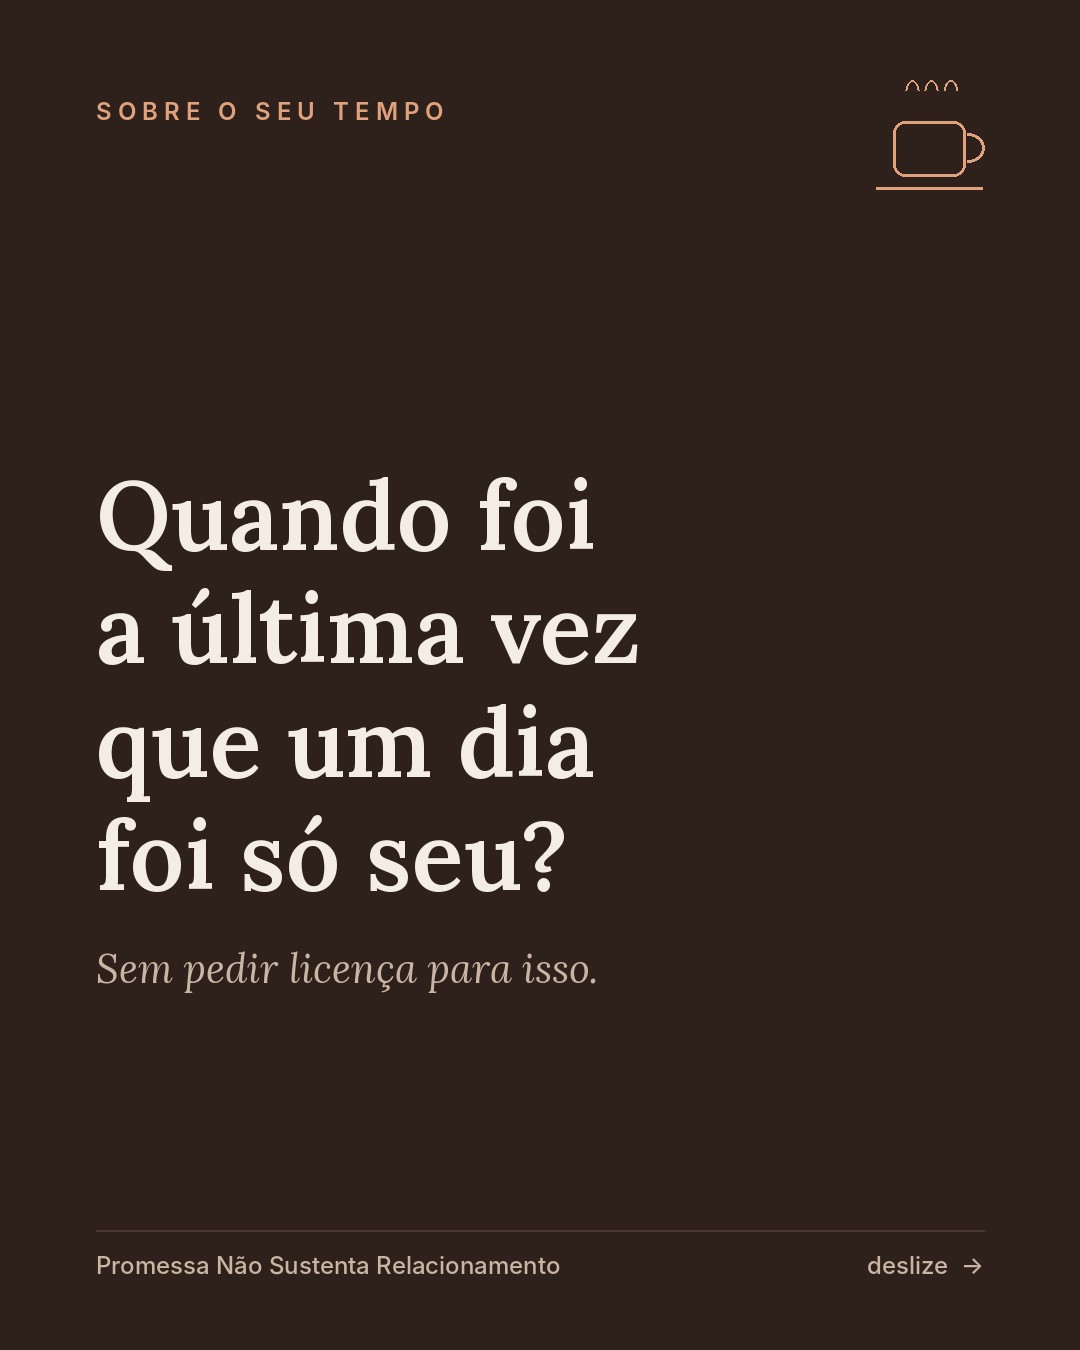 SOBRE O SEU TEMPO
Quando foi
a última vez
que um dia
foi só seu?
Sem pedir licença para isso.
Promessa Não Sustenta Relacionamento
deslize →